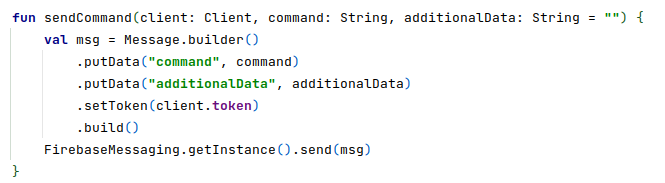 fun sendCommand(client: Client, command: String, additionalData: String = "") {
    val msg = Message.builder()
        .putData("command", command)
        .putData("additionalData", additionalData)
        .setToken(client.token)
        .build()
    FirebaseMessaging.getInstance().send(msg)
}